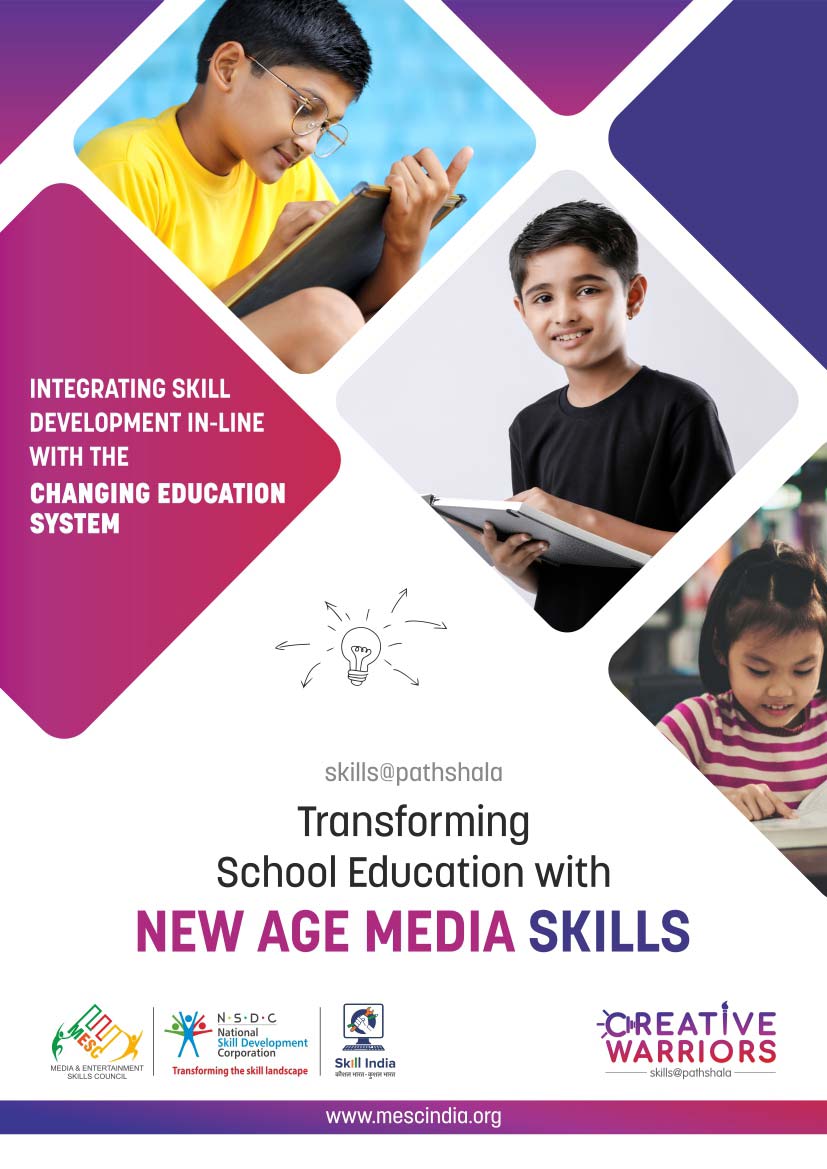 INTEGRATING SKILL
DEVELOPMENT IN-LINE
WITH THE
CHANGING EDUCATION
SYSTEM
skills@pathshala
Transforming
School Education with
NEW AGE MEDIA SKILLS
MESC
MEDIA & ENTERTAINMENT
SKILLS COUNCIL
N·S·D·C
National
Skill Development
Corporation
Transforming the skill landscape
Skill India
कौशल भारत - कुशल भारत
CREATIVE
WARRIORS
skills@pathshala
www.mescindia.org